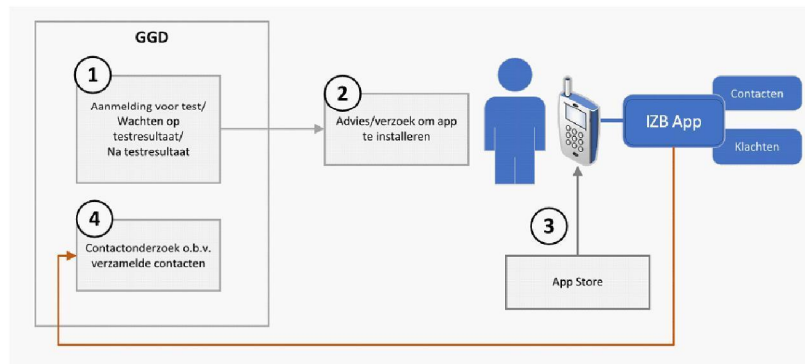 GGD
1
Aanmelding voor test/
Wachten op
testresultaat/
Na testresultaat
2
Advies/verzoek om app
te installeren
IZB App
Contacten
Klachten
4
Contactonderzoek o.b.v.
verzamelde contacten
3
App Store